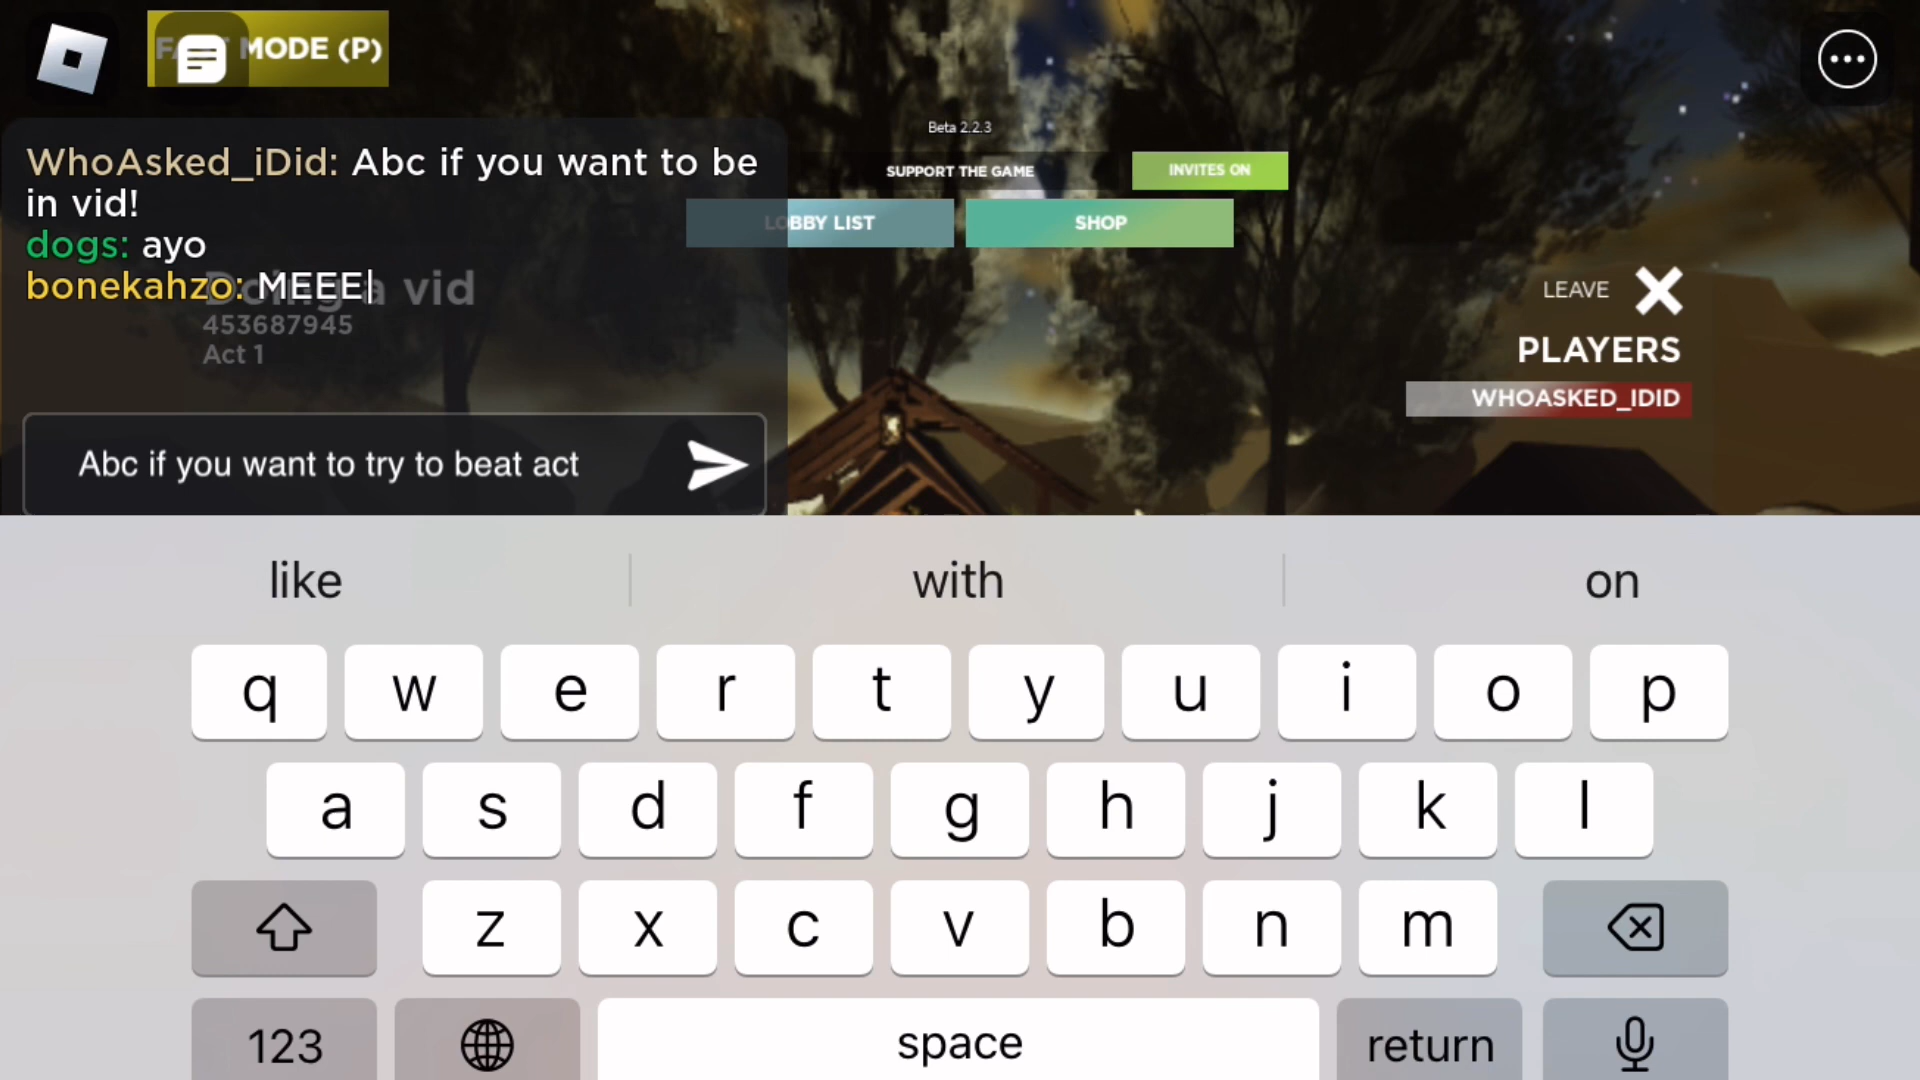 MODE (P)
Beta 2.2.3
SUPPORT THE GAME
INVITES ON
LOBBY LIST
SHOP
WhoAsked_iDid: Abc if you want to be
in vid!
dogs: ayo
bonekahzo: MEEE|
Doing a vid
453687945
Act 1
LEAVE
PLAYERS
WHOASKED_IDID
Abc if you want to try to beat act
like with on
q w e r t y u i o p
a s d f g h j k l
z x c v b n m
123 space return